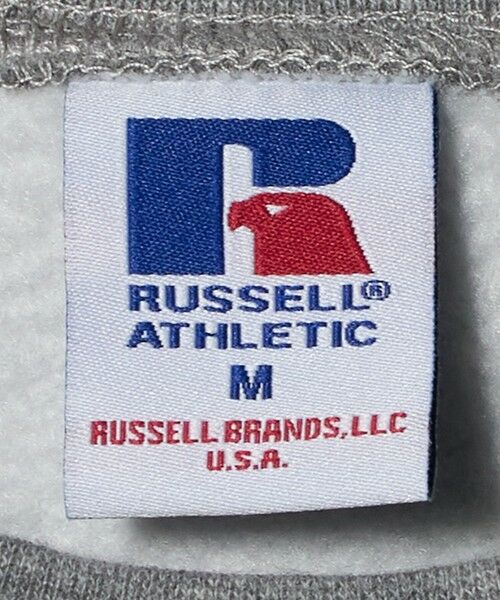 R
RUSSELL®
ATHLETIC
M
RUSSELL BRANDS, LLC
U.S.A.